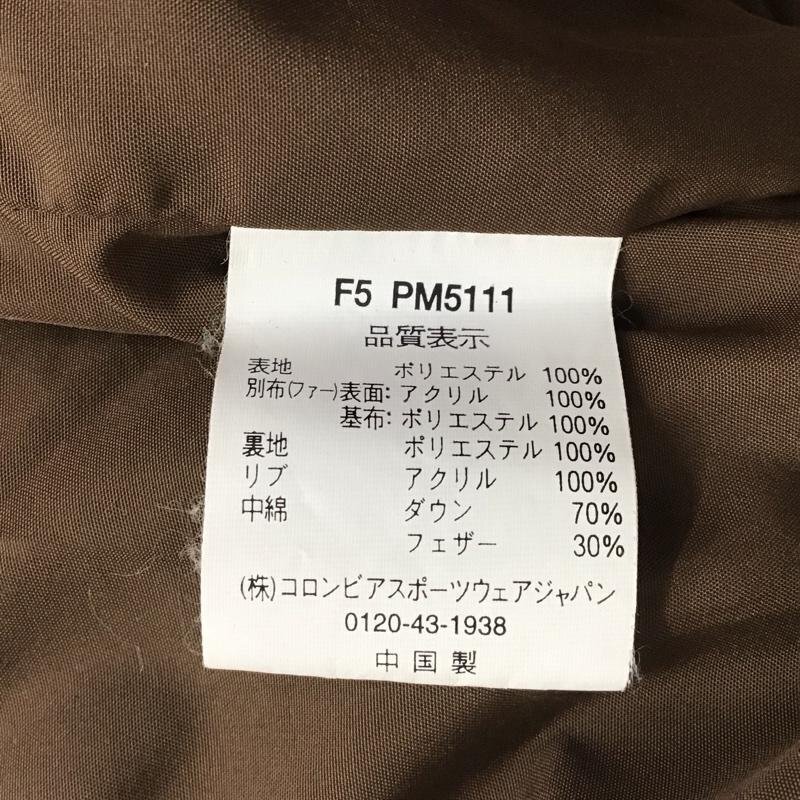 F5 PM5111
品質表示
表地 ポリエステル 100%
別布(ファー)表面: アクリル 100%
基布: ポリエステル 100%
裏地 ポリエステル 100%
リブ アクリル 100%
中綿 ダウン 70%
フェザー 30%
(株)コロンビアスポーツウェアジャパン
0120-43-1938
中国製